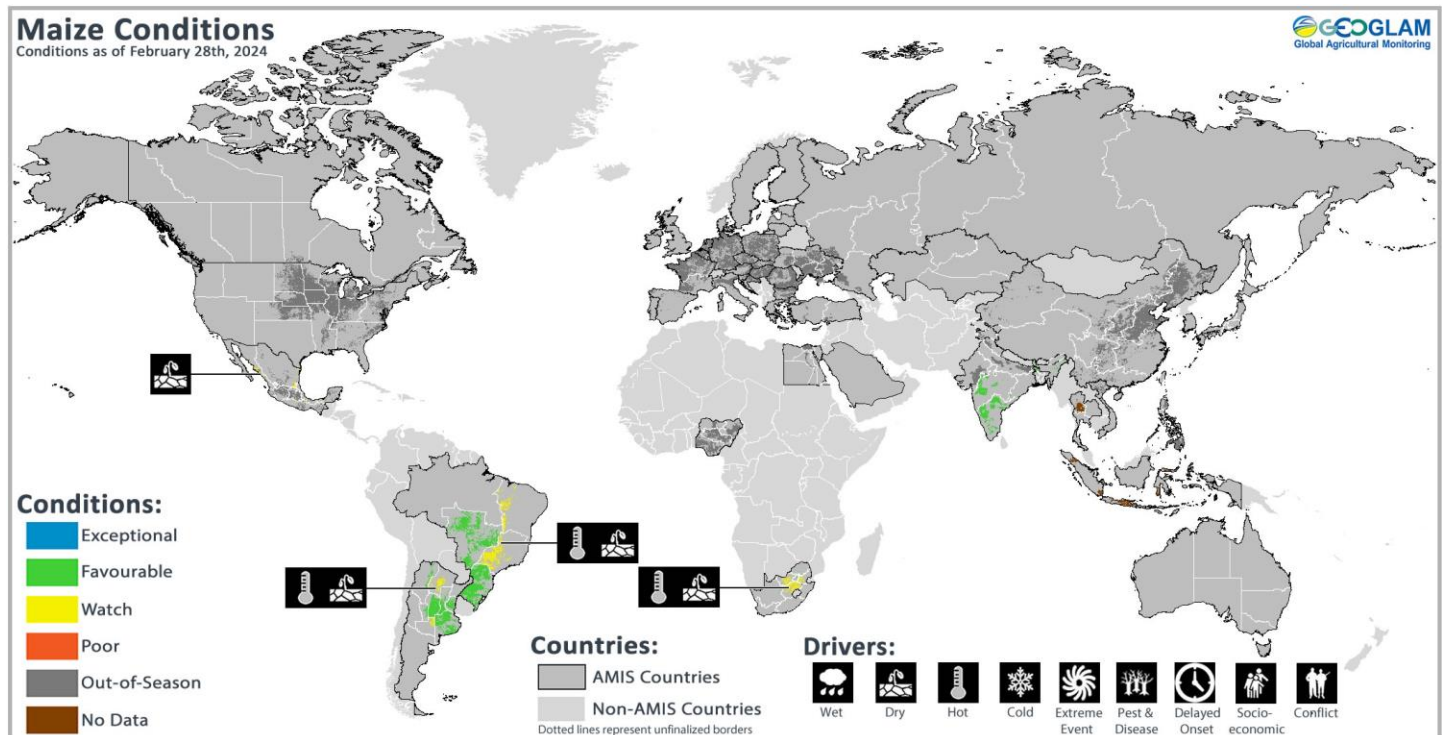 Maize Conditions
Conditions as of February 28th, 2024
GEOGLAM
Global Agricultural Monitoring
Conditions:
Exceptional
Favourable
Watch
Poor
Out-of-Season
No Data
Countries:
AMIS Countries
Non-AMIS Countries
Dotted lines represent unfinalized borders
Drivers:
Wet
Dry
Hot
Cold
Extreme
Event
Pest &
Disease
Delayed
Onset
Socio-
economic
Conflict